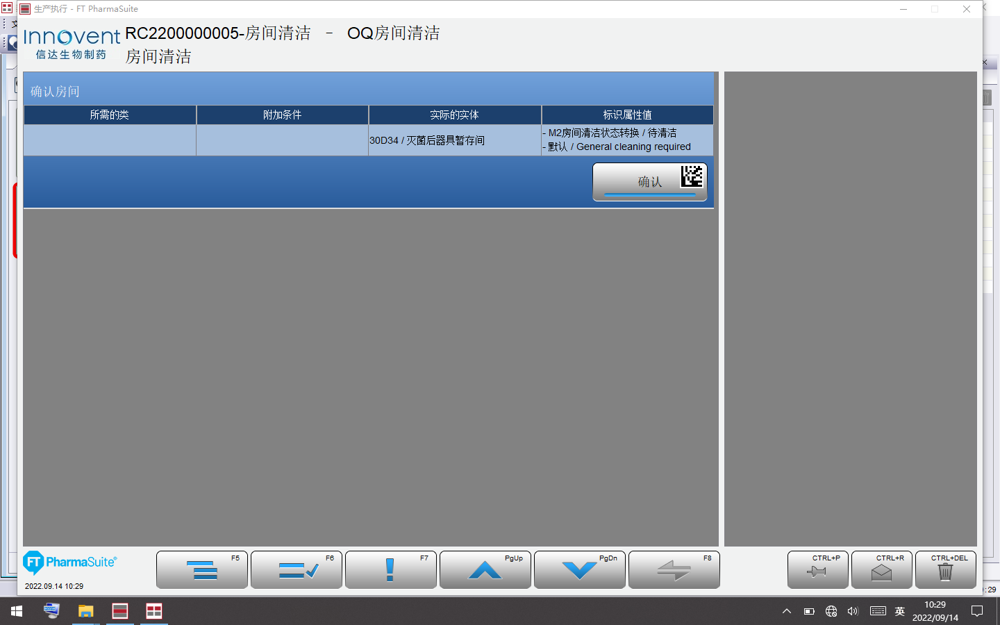 生产执行 - FT PharmaSuite
Innovent
信达生物制药
RC2200000005-房间清洁 - OQ房间清洁
房间清洁
确认房间
所需的类 附加条件 实际的实体 标识属性值
30D34 / 灭菌后器具暂存间
- M2房间清洁状态转换 / 待清洁
- 默认 / General cleaning required
确认
FT PharmaSuite®
2022.09.14 10:29
F5 F6 F7 PgUp PgDn F8 CTRL+P CTRL+R CTRL+DEL
:29
英
10:29
2022/09/14